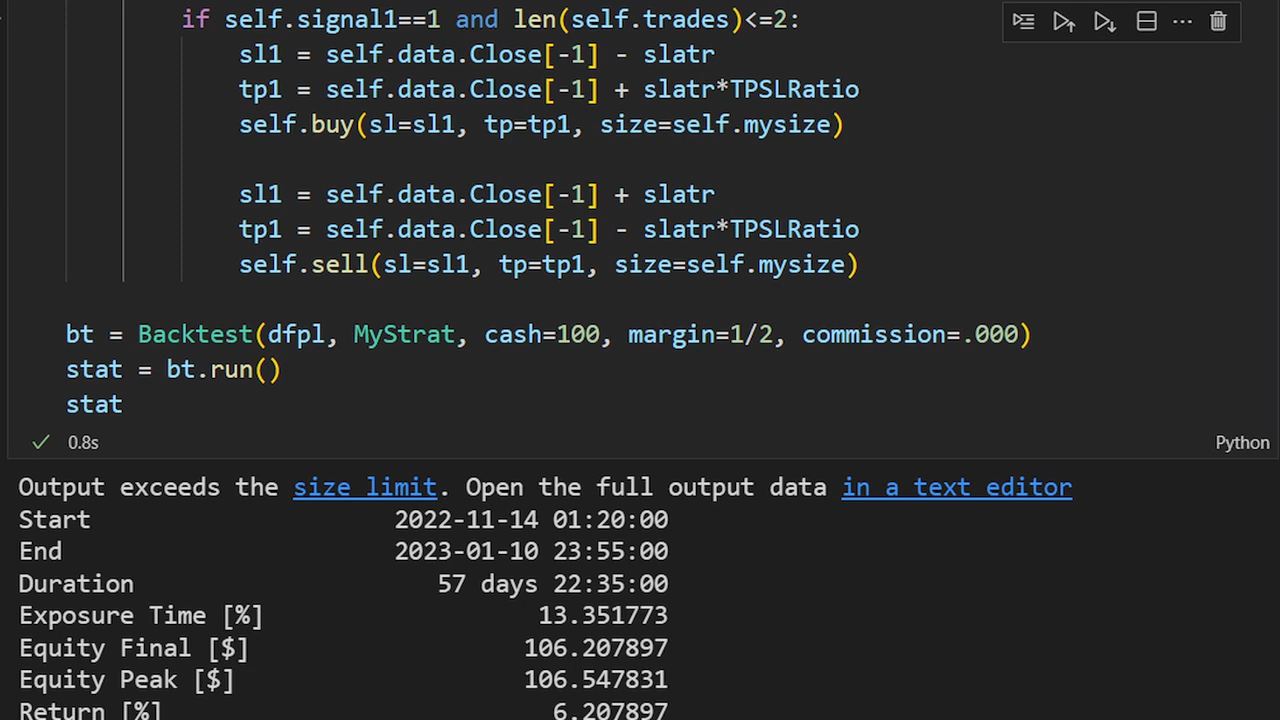 if self.signal1==1 and len(self.trades)<=2:
sl1 = self.data.Close[-1] - slatr
tp1 = self.data.Close[-1] + slatr*TPSLRatio
self.buy(sl=sl1, tp=tp1, size=self.mysize)
sl1 = self.data.Close[-1] + slatr
tp1 = self.data.Close[-1] - slatr*TPSLRatio
self.sell(sl=sl1, tp=tp1, size=self.mysize)
bt = Backtest(dfpl, MyStrat, cash=100, margin=1/2, commission=.000)
stat = bt.run()
stat
0.8s Python
Output exceeds the size limit. Open the full output data in a text editor
Start 2022-11-14 01:20:00
End 2023-01-10 23:55:00
Duration 57 days 22:35:00
Exposure Time [%] 13.351773
Equity Final [$] 106.207897
Equity Peak [$] 106.547831
Return [%] 6.207897